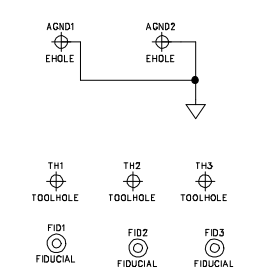 AGND1 AGND2
EHOLE EHOLE
TH1 TH2 TH3
TOOLHOLE TOOLHOLE TOOLHOLE
FID1 FID2 FID3
FIDUCIAL FIDUCIAL FIDUCIAL